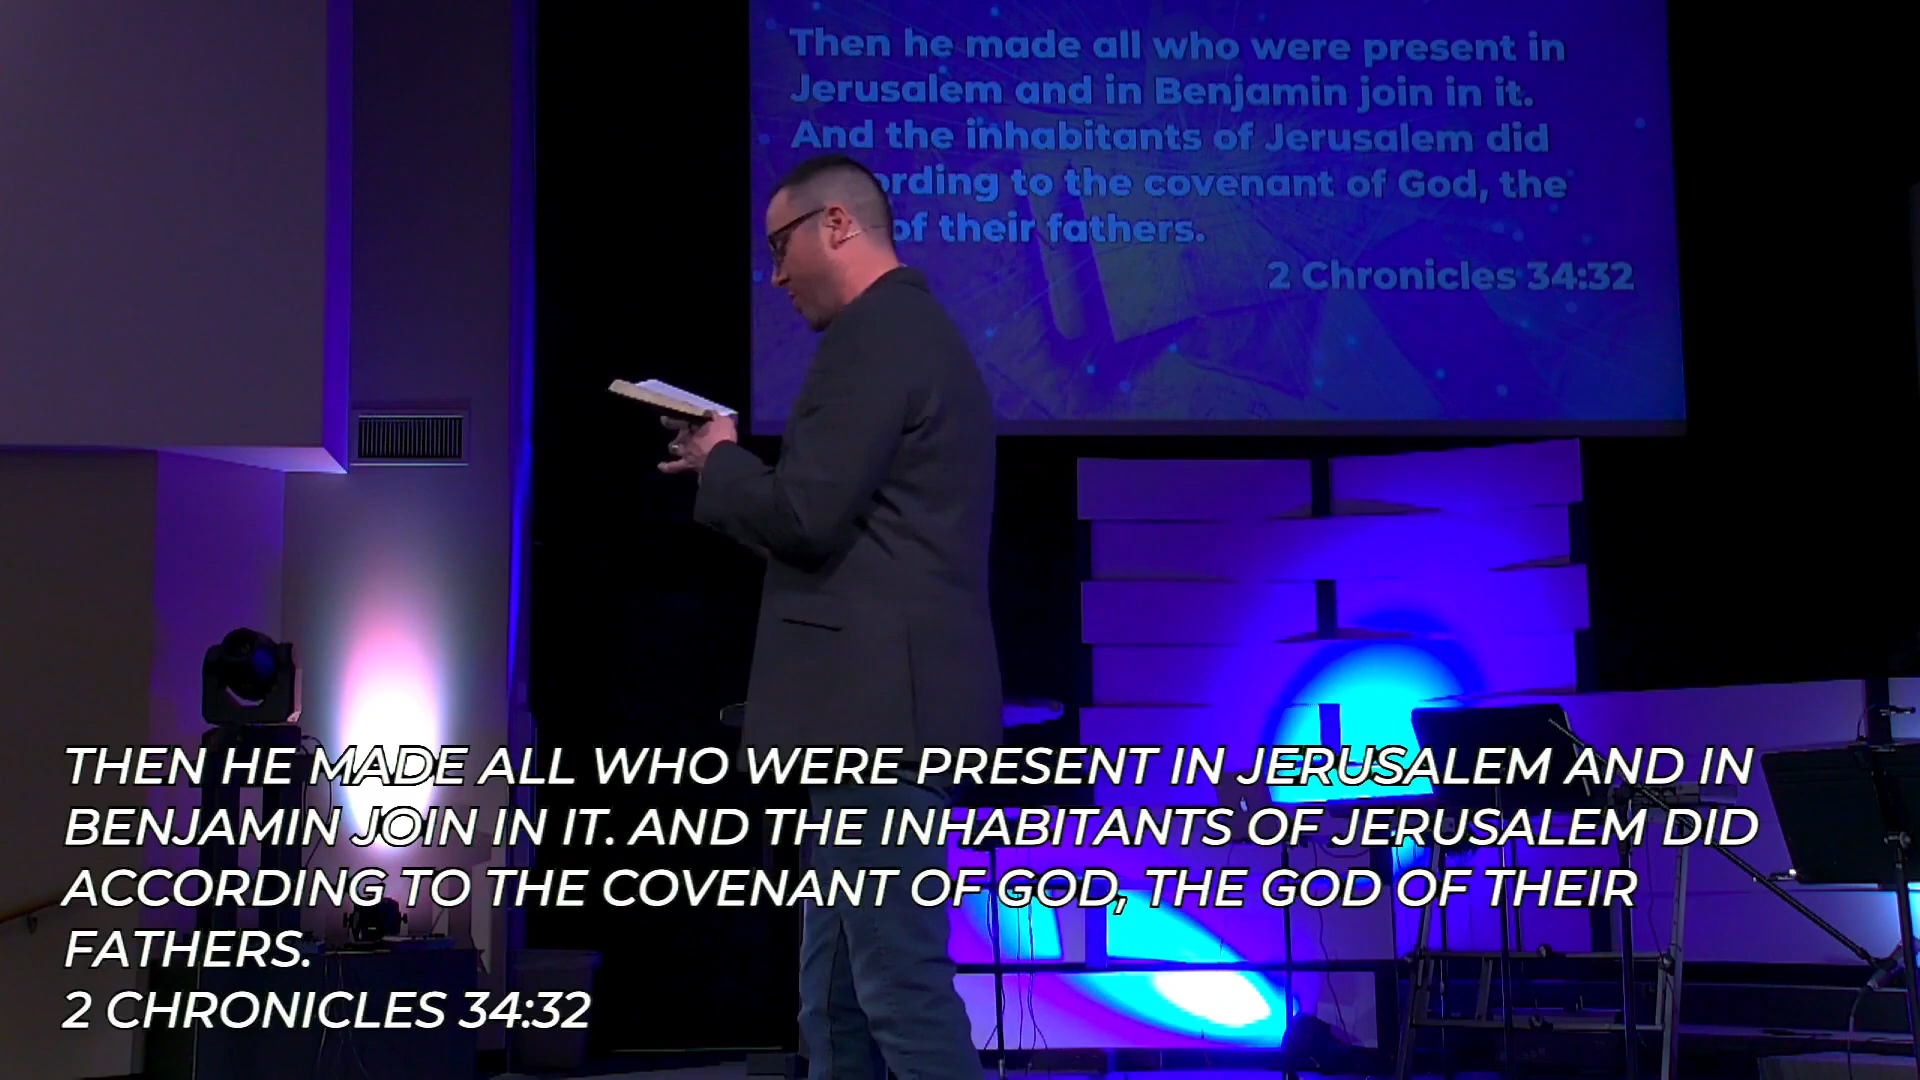 Then he made all who were present in
Jerusalem and in Benjamin join in it.
And the inhabitants of Jerusalem did
ording to the covenant of God, the
of their fathers.
2 Chronicles 34:32
THEN HE MADE ALL WHO WERE PRESENT IN JERUSALEM AND IN
BENJAMIN JOIN IN IT. AND THE INHABITANTS OF JERUSALEM DID
ACCORDING TO THE COVENANT OF GOD, THE GOD OF THEIR
FATHERS.
2 CHRONICLES 34:32